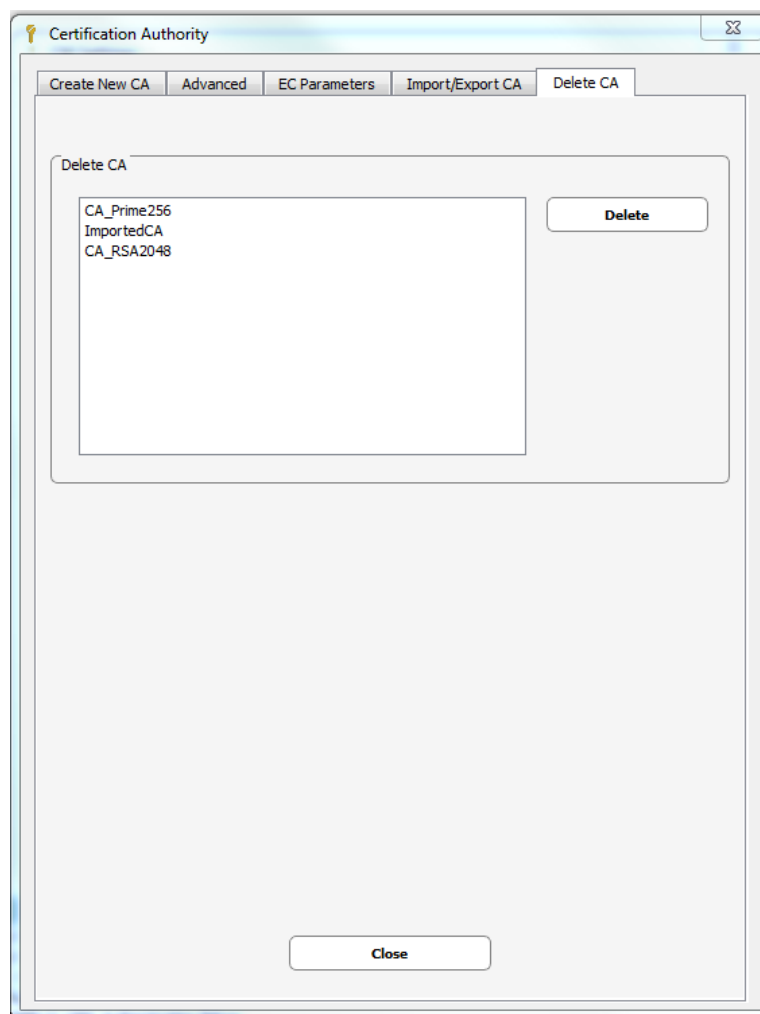 Certification Authority
Create New CA Advanced EC Parameters Import/Export CA Delete CA
Delete CA
CA_Prime256
Delete
ImportedCA
CA_RSA2048
Close